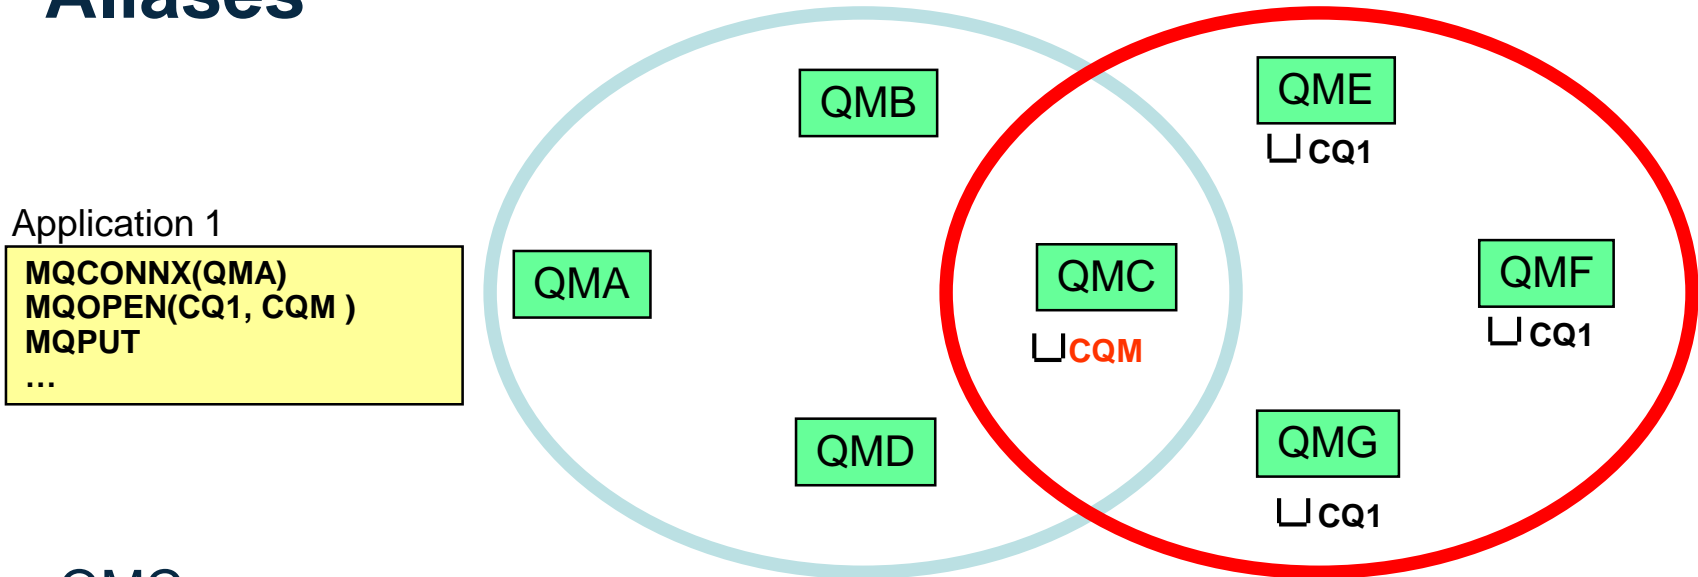 Aliases
QMB
QME
CQ1
Application 1
MQCONNX(QMA)
MQOPEN(CQ1, CQM )
MQPUT
…
QMA
QMC
CQM
QMF
CQ1
QMD
QMG
CQ1